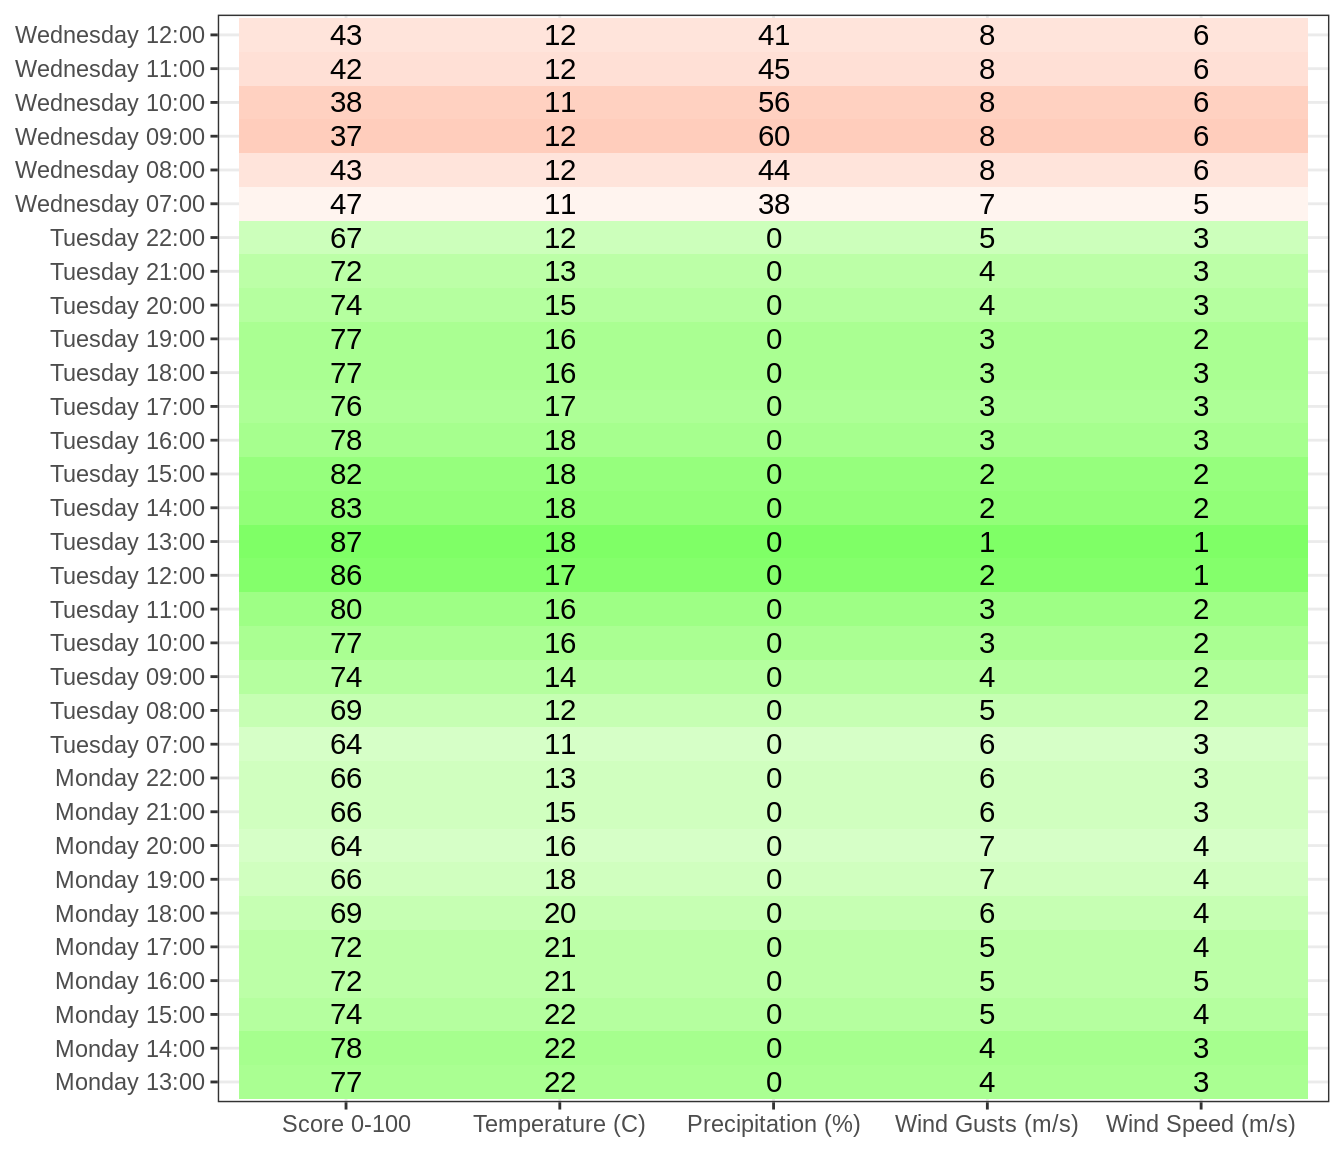 Wednesday 12:00 43 12 41 8 6
Wednesday 11:00 42 12 45 8 6
Wednesday 10:00 38 11 56 8 6
Wednesday 09:00 37 12 60 8 6
Wednesday 08:00 43 12 44 8 6
Wednesday 07:00 47 11 38 7 5
Tuesday 22:00 67 12 0 5 3
Tuesday 21:00 72 13 0 4 3
Tuesday 20:00 74 15 0 4 3
Tuesday 19:00 77 16 0 3 2
Tuesday 18:00 77 16 0 3 3
Tuesday 17:00 76 17 0 3 3
Tuesday 16:00 78 18 0 3 3
Tuesday 15:00 82 18 0 2 2
Tuesday 14:00 83 18 0 2 2
Tuesday 13:00 87 18 0 1 1
Tuesday 12:00 86 17 0 2 1
Tuesday 11:00 80 16 0 3 2
Tuesday 10:00 77 16 0 3 2
Tuesday 09:00 74 14 0 4 2
Tuesday 08:00 69 12 0 5 2
Tuesday 07:00 64 11 0 6 3
Monday 22:00 66 13 0 6 3
Monday 21:00 66 15 0 6 3
Monday 20:00 64 16 0 7 4
Monday 19:00 66 18 0 7 4
Monday 18:00 69 20 0 6 4
Monday 17:00 72 21 0 5 4
Monday 16:00 72 21 0 5 5
Monday 15:00 74 22 0 5 4
Monday 14:00 78 22 0 4 3
Monday 13:00 77 22 0 4 3
Score 0-100 Temperature (C) Precipitation (%) Wind Gusts (m/s) Wind Speed (m/s)